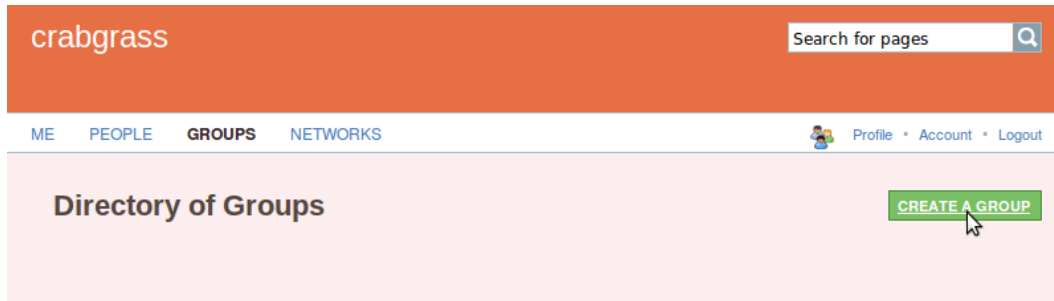 crabgrass
Search for pages
ME PEOPLE GROUPS NETWORKS
Profile • Account • Logout
Directory of Groups
CREATE A GROUP